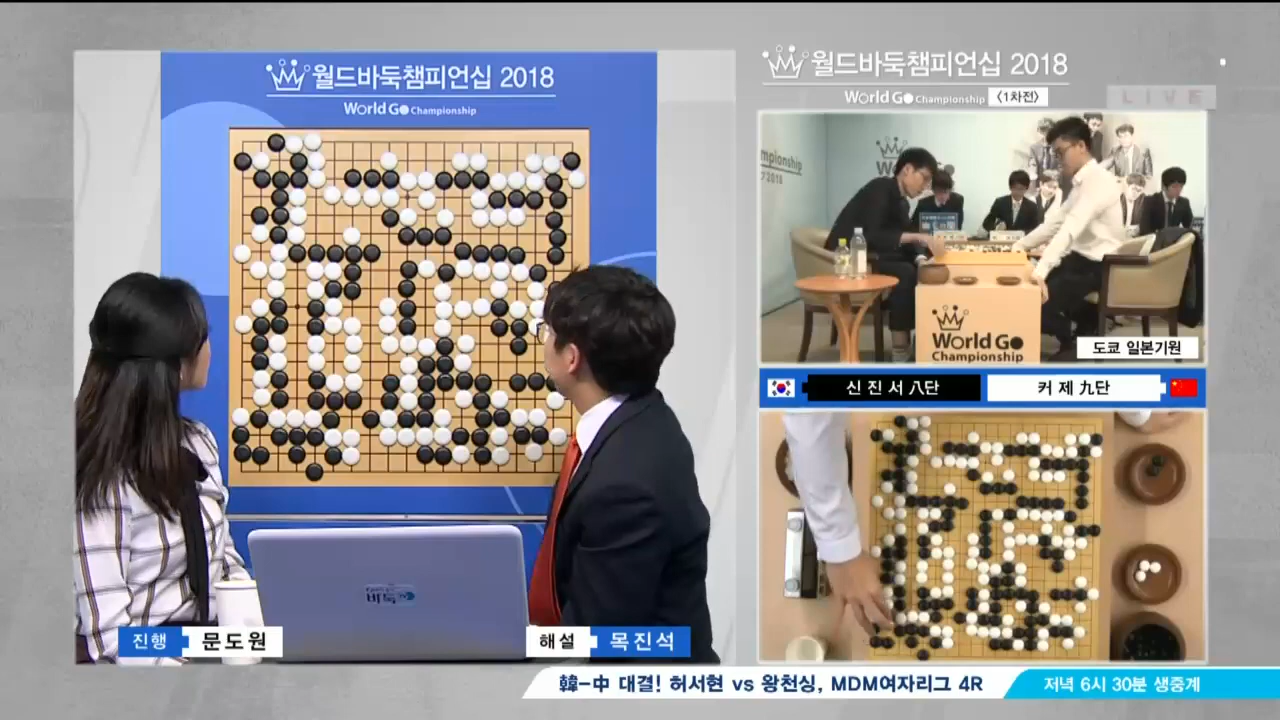 월드바둑챔피언십 2018
World Go Championship
월드바둑챔피언십 2018
World Go Championship 〈1차전〉
LIVE
World Go
Championship
도쿄 일본기원
신진서 八단
커제 九단
진행 문도원
해설 목진석
韓-中 대결! 허서현 vs 왕천싱, MDM여자리그 4R
저녁 6시 30분 생중계